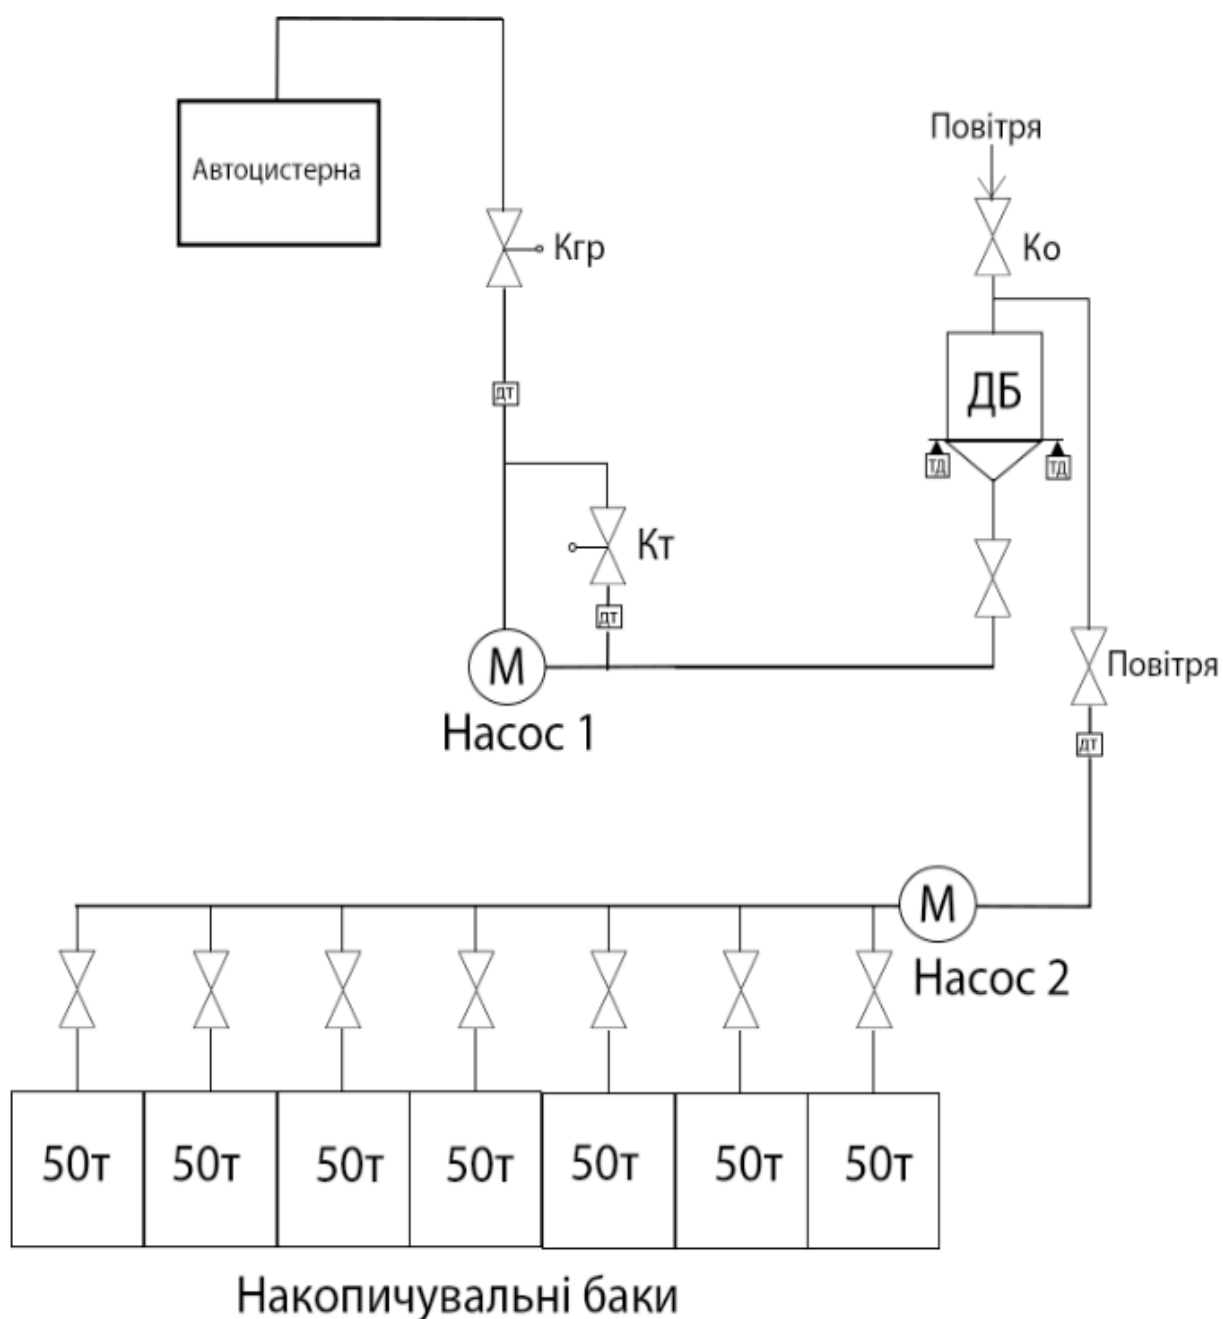 Повітря
Автоцистерна
Кгр
Ко
ДБ
дт
ТД
ТД
Кт
дт
М
Повітря
Насос 1
дт
М
Насос 2
50т
50т
50т
50т
50т
50т
50т
Накопичувальні баки